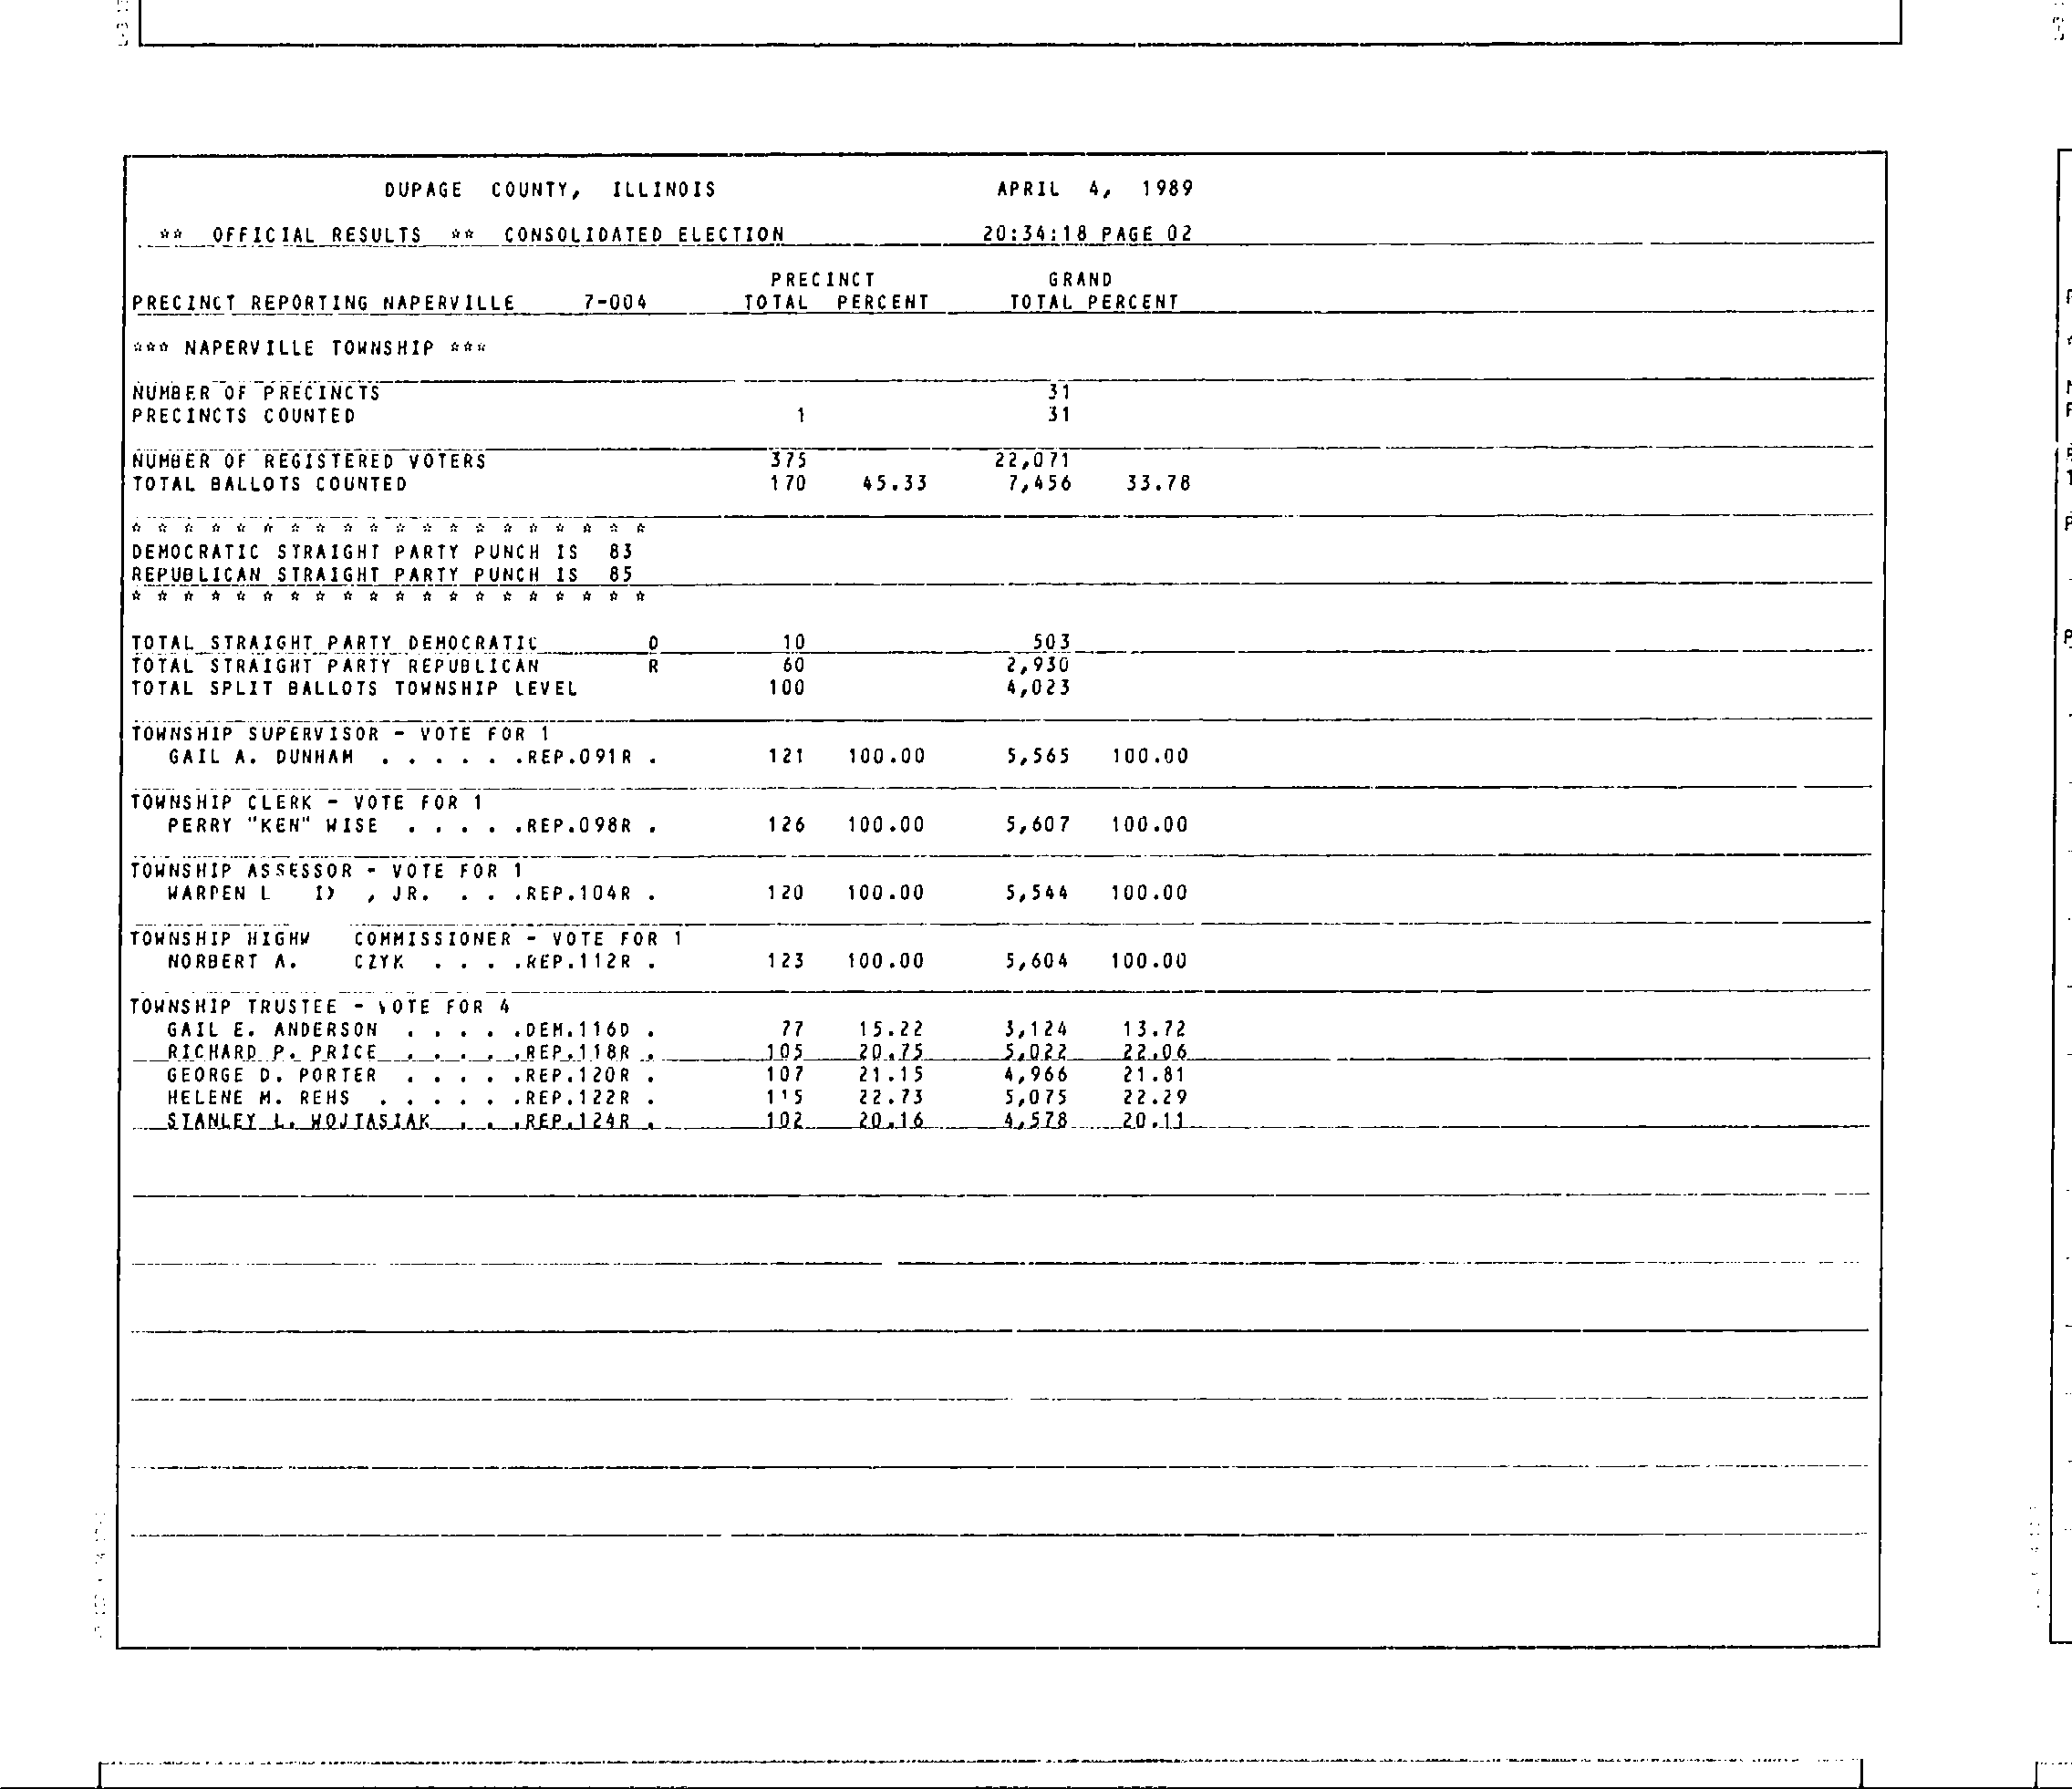 DUPAGE COUNTY, ILLINOIS APRIL 4, 1989
** OFFICIAL RESULTS ** CONSOLIDATED ELECTION 20:34:18 PAGE 02
PRECINCT GRAND
PRECINCT REPORTING NAPERVILLE 7-004 TOTAL PERCENT TOTAL PERCENT
*** NAPERVILLE TOWNSHIP ***
NUMBER OF PRECINCTS 31
PRECINCTS COUNTED 1 31
NUMBER OF REGISTERED VOTERS 375 22,071
TOTAL BALLOTS COUNTED 170 45.33 7,456 33.78
* * * * * * * * * * * * * * * * * * * *
DEMOCRATIC STRAIGHT PARTY PUNCH IS 83
REPUBLICAN STRAIGHT PARTY PUNCH IS 85
* * * * * * * * * * * * * * * * * * * *
TOTAL STRAIGHT PARTY DEMOCRATIC D 10 503
TOTAL STRAIGHT PARTY REPUBLICAN R 60 2,930
TOTAL SPLIT BALLOTS TOWNSHIP LEVEL 100 4,023
TOWNSHIP SUPERVISOR - VOTE FOR 1
GAIL A. DUNHAM . . . . . .REP.091R . 121 100.00 5,565 100.00
TOWNSHIP CLERK - VOTE FOR 1
PERRY "KEN" WISE . . . . .REP.098R . 126 100.00 5,607 100.00
TOWNSHIP ASSESSOR - VOTE FOR 1
WARREN L , JR. . . .REP.104R . 120 100.00 5,544 100.00
TOWNSHIP HIGHW COMMISSIONER - VOTE FOR 1
NORBERT A. CZYK . . . .REP.112R . 123 100.00 5,604 100.00
TOWNSHIP TRUSTEE - VOTE FOR 4
GAIL E. ANDERSON . . . . .DEM.116D . 77 15.22 3,124 13.72
RICHARD P. PRICE . . . . .REP.118R . 105 20.75 5,022 22.06
GEORGE D. PORTER . . . . .REP.120R . 107 21.15 4,966 21.81
HELENE M. REHS . . . . . .REP.122R . 115 22.73 5,075 22.29
STANLEY L. WOJTASIAK . . .REP.124R . 102 20.16 4,578 20.11